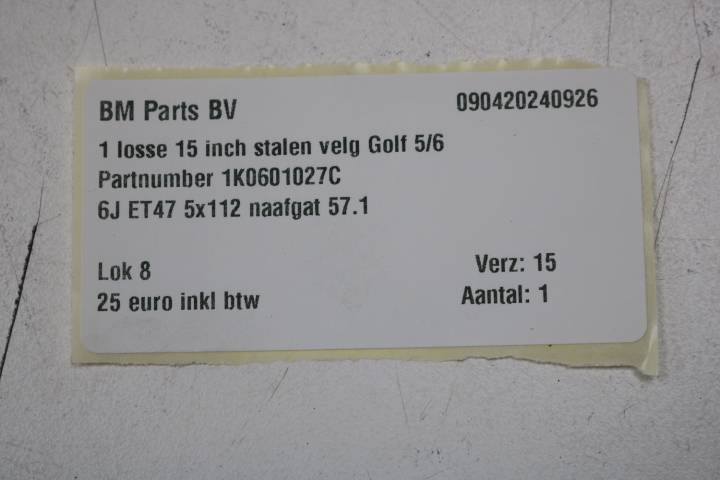 BM Parts BV 090420240926
1 losse 15 inch stalen velg Golf 5/6
Partnumber 1K0601027C
6J ET47 5x112 naafgat 57.1
Lok 8 Verz: 15
25 euro inkl btw Aantal: 1